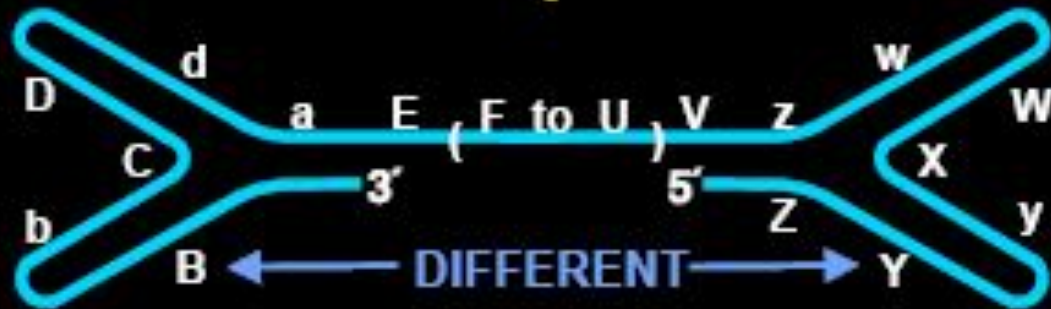 d w
D W
a E ( F to U ) V z
C X
3´ 5´
b y
Z
B DIFFERENT Y